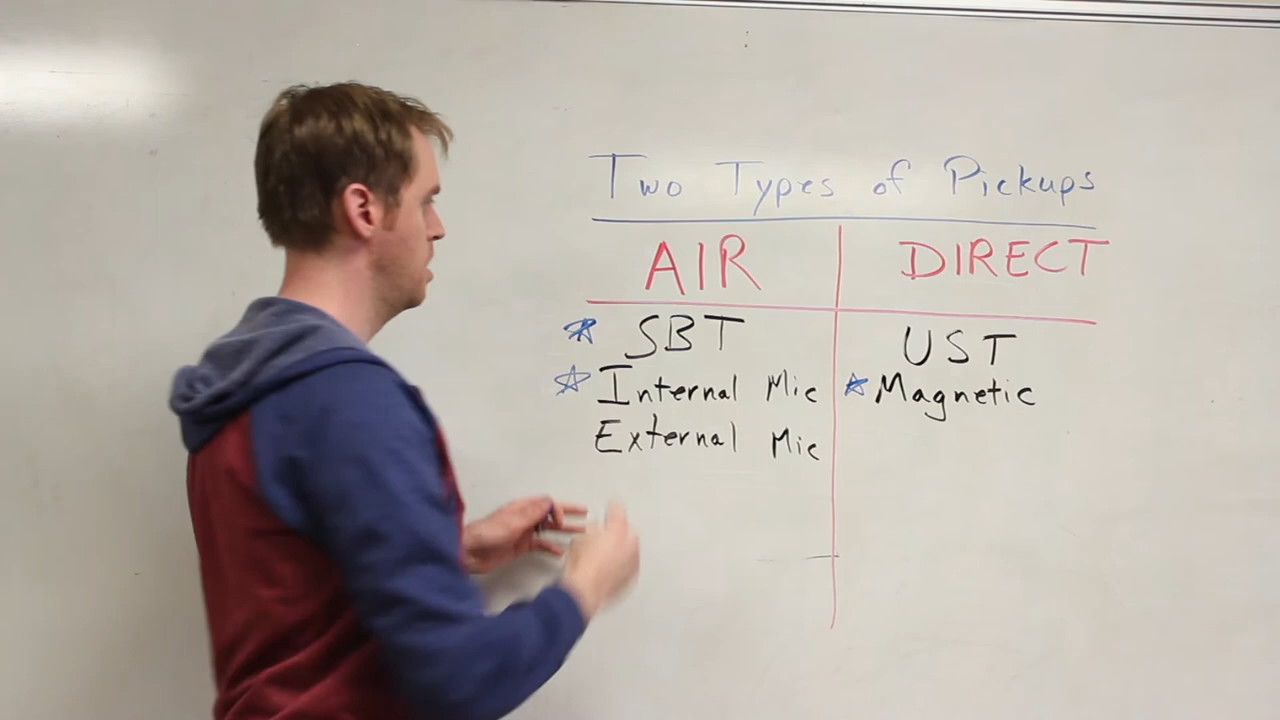 Two Types of Pickups
AIR DIRECT
SBT UST
Internal Mic Magnetic
External Mic